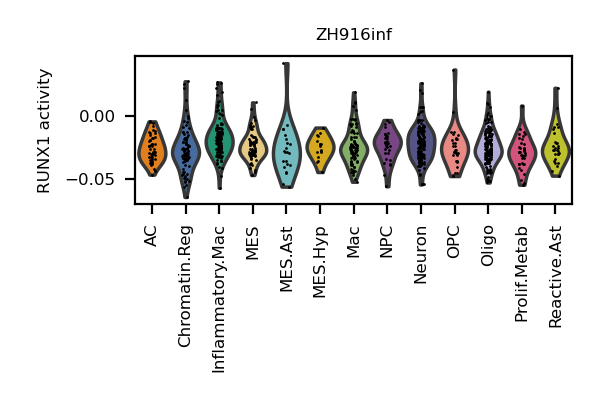 ZH916inf
RUNX1 activity
0.00
−0.05
AC
Chromatin.Reg
Inflammatory.Mac
MES
MES.Ast
MES.Hyp
Mac
NPC
Neuron
OPC
Oligo
Prolif.Metab
Reactive.Ast